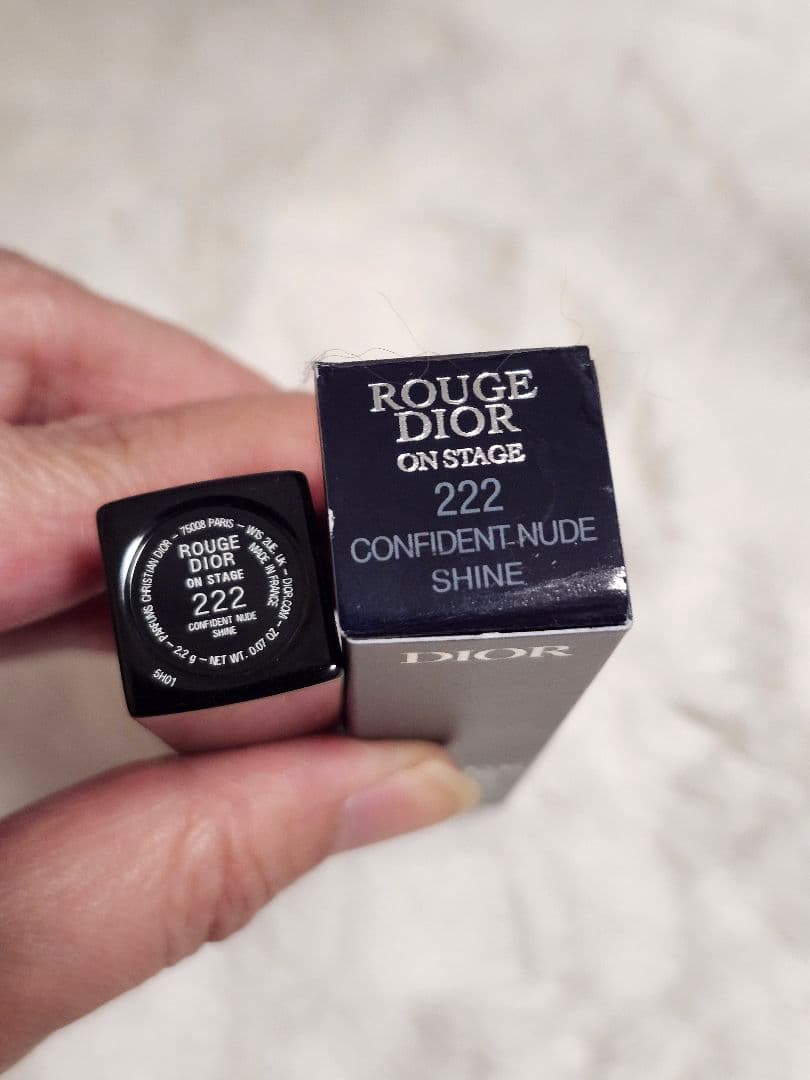 ROUGE
DIOR
ON STAGE
222
CONFIDENT NUDE
SHINE
DIOR
PARFUMS CHRISTIAN DIOR – 75008 PARIS – W1S 2UE, UK – DIOR.COM – 2,2 g – NET WT. 0.07 OZ –
MADE IN FRANCE
ROUGE
DIOR
ON STAGE
222
CONFIDENT NUDE
SHINE
5H01